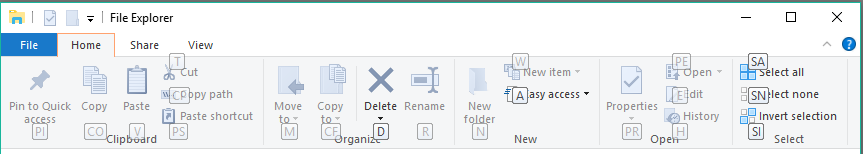 File Explorer
File Home Share View
T W PE SA
Cut New item Open Select all
CP A E SN
Copy path Easy access Edit Select none
Pin to Quick access Copy Paste Paste shortcut Move to Copy to Delete Rename New folder Properties History Invert selection
PI CO V PS M CF D R N PR H SI
Clipboard Organize New Open Select